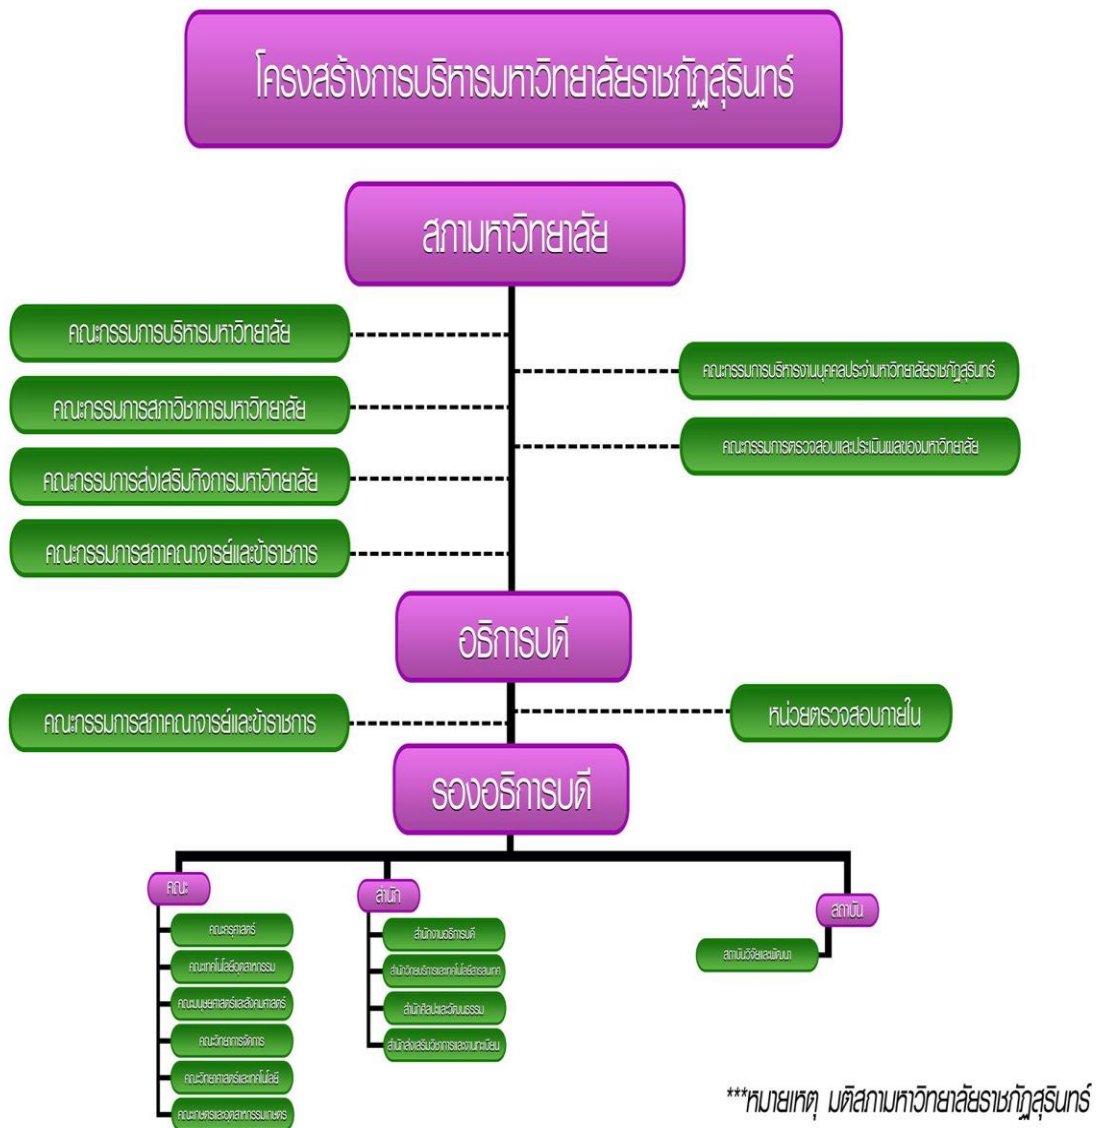 โครงสร้างการบริหารมหาวิทยาลัยราชภัฏสุรินทร์
สภามหาวิทยาลัย
คณะกรรมการบริหารมหาวิทยาลัย
คณะกรรมการสภาวิชาการมหาวิทยาลัย
คณะกรรมการส่งเสริมกิจการมหาวิทยาลัย
คณะกรรมการสภาคณาจารย์และข้าราชการ
คณะกรรมการบริหารงานบุคคลประจำมหาวิทยาลัยราชภัฏสุรินทร์
คณะกรรมการตรวจสอบและประเมินผลของมหาวิทยาลัย
อธิการบดี
คณะกรรมการสภาคณาจารย์และข้าราชการ
หน่วยตรวจสอบภายใน
รองอธิการบดี
คณะ
คณะครุศาสตร์
คณะเทคโนโลยีอุตสาหกรรม
คณะมนุษยศาสตร์และสังคมศาสตร์
คณะวิทยาการจัดการ
คณะวิทยาศาสตร์และเทคโนโลยี
คณะเกษตรและอุตสาหกรรมเกษตร
สำนัก
สำนักงานอธิการบดี
สำนักวิทยบริการและเทคโนโลยีสารสนเทศ
สำนักศิลปะและวัฒนธรรม
สำนักส่งเสริมวิชาการและงานทะเบียน
สถาบัน
สถาบันวิจัยและพัฒนา
***หมายเหตุ มติสภามหาวิทยาลัยราชภัฏสุรินทร์